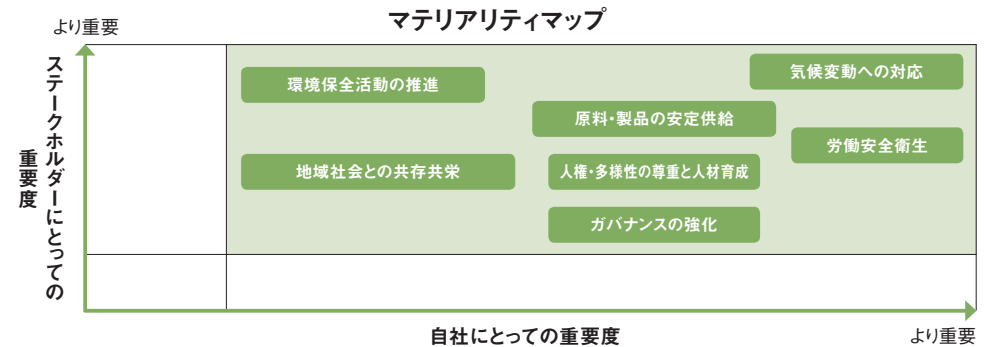 マテリアリティマップ
より重要
ステークホルダーにとっての
重要度
環境保全活動の推進
気候変動への対応
原料・製品の安定供給
労働安全衛生
地域社会との共存共栄
人権・多様性の尊重と人材育成
ガバナンスの強化
自社にとっての重要度
より重要